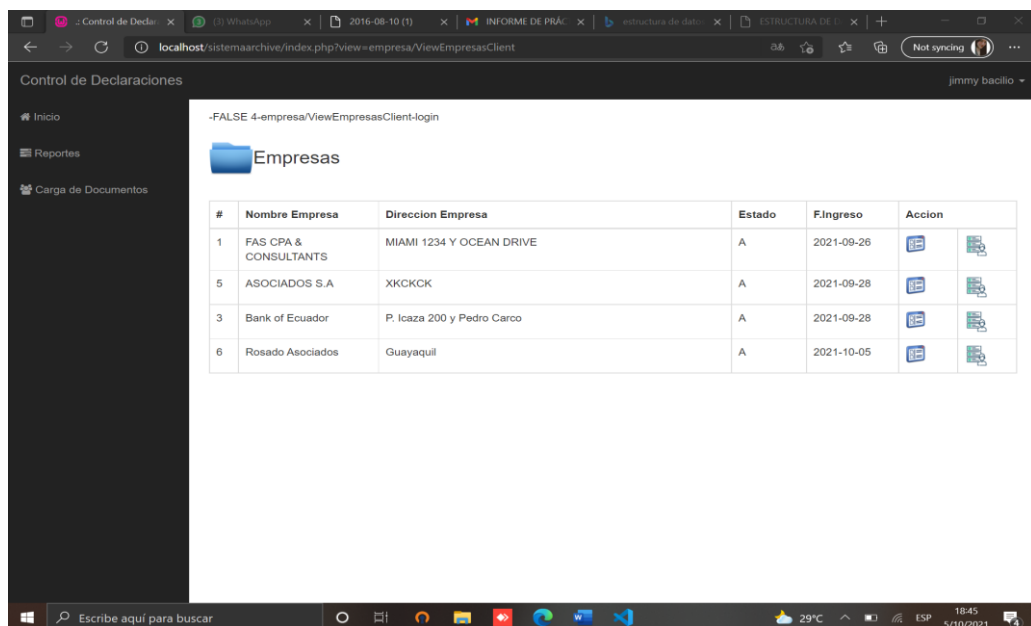 .: Control de Declar
(3) WhatsApp
2016-08-10 (1)
INFORME DE PRÁC
estructura de dato
ESTRUCTURA DE D
localhost/sistemaarchive/index.php?view=empresa/ViewEmpresasClient
Not syncing
Control de Declaraciones
jimmy bacilio
Inicio
Reportes
Carga de Documentos
-FALSE 4-empresa/ViewEmpresasClient-login
Empresas
# Nombre Empresa Direccion Empresa Estado F.Ingreso Accion
1 FAS CPA & CONSULTANTS MIAMI 1234 Y OCEAN DRIVE A 2021-09-26
5 ASOCIADOS S.A XKCKCK A 2021-09-28
3 Bank of Ecuador P. Icaza 200 y Pedro Carco A 2021-09-28
6 Rosado Asociados Guayaquil A 2021-10-05
Escribe aquí para buscar
29°C
ESP
18:45
5/10/2021
4